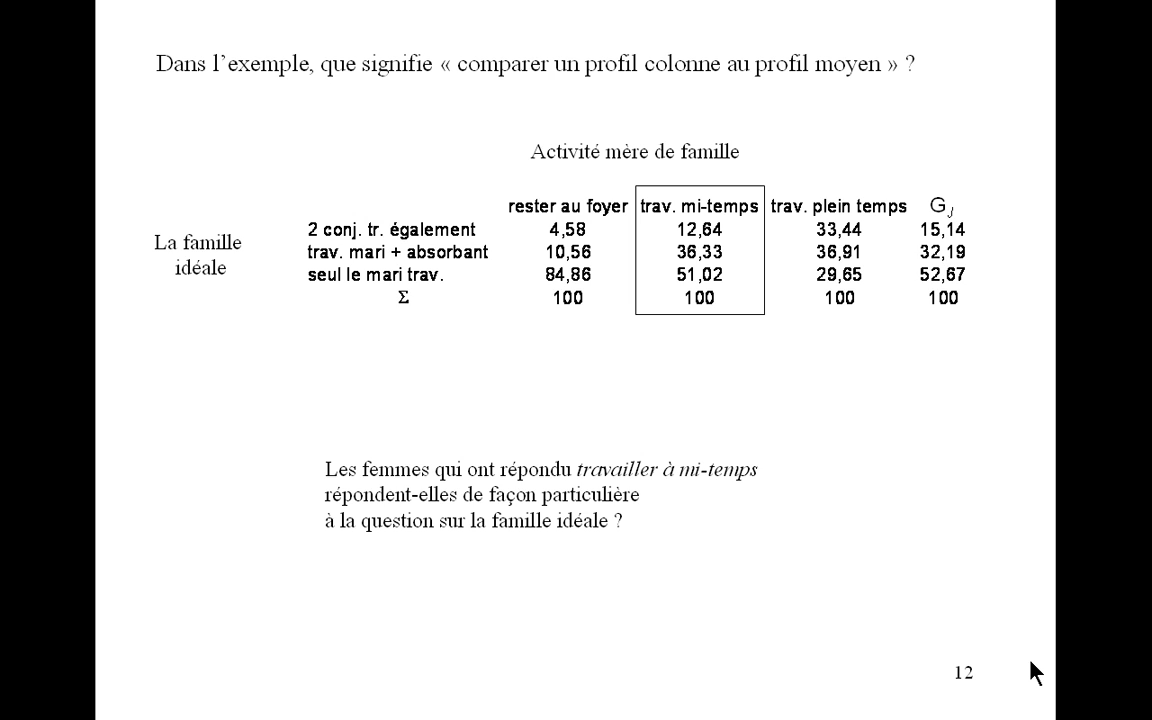 Dans l'exemple, que signifie « comparer un profil colonne au profil moyen » ?
Activité mère de famille
rester au foyer trav. mi-temps trav. plein temps GJ
La famille
idéale
2 conj. tr. également 4,58 12,64 33,44 15,14
trav. mari + absorbant 10,56 36,33 36,91 32,19
seul le mari trav. 84,86 51,02 29,65 52,67
Σ 100 100 100 100
Les femmes qui ont répondu travailler à mi-temps
répondent-elles de façon particulière
à la question sur la famille idéale ?
12